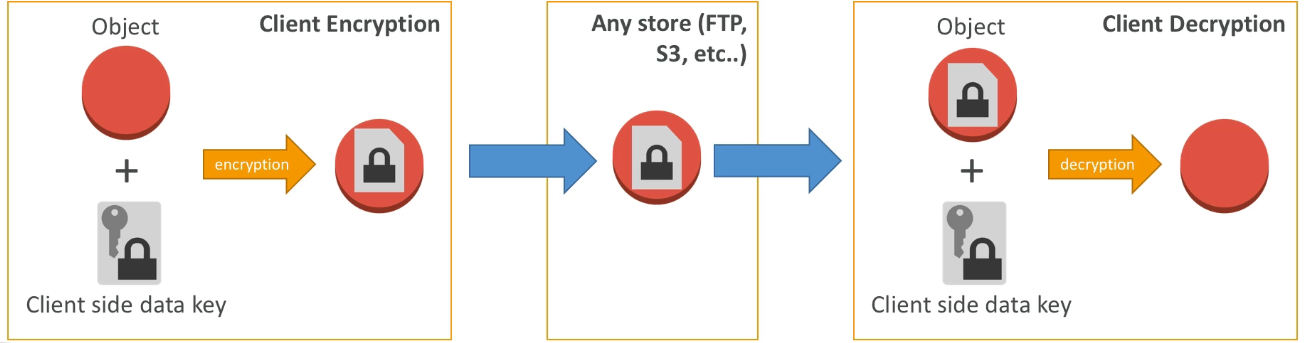 Object
Client Encryption
+
encryption
Client side data key
Any store (FTP,
S3, etc..)
Object
Client Decryption
+
decryption
Client side data key